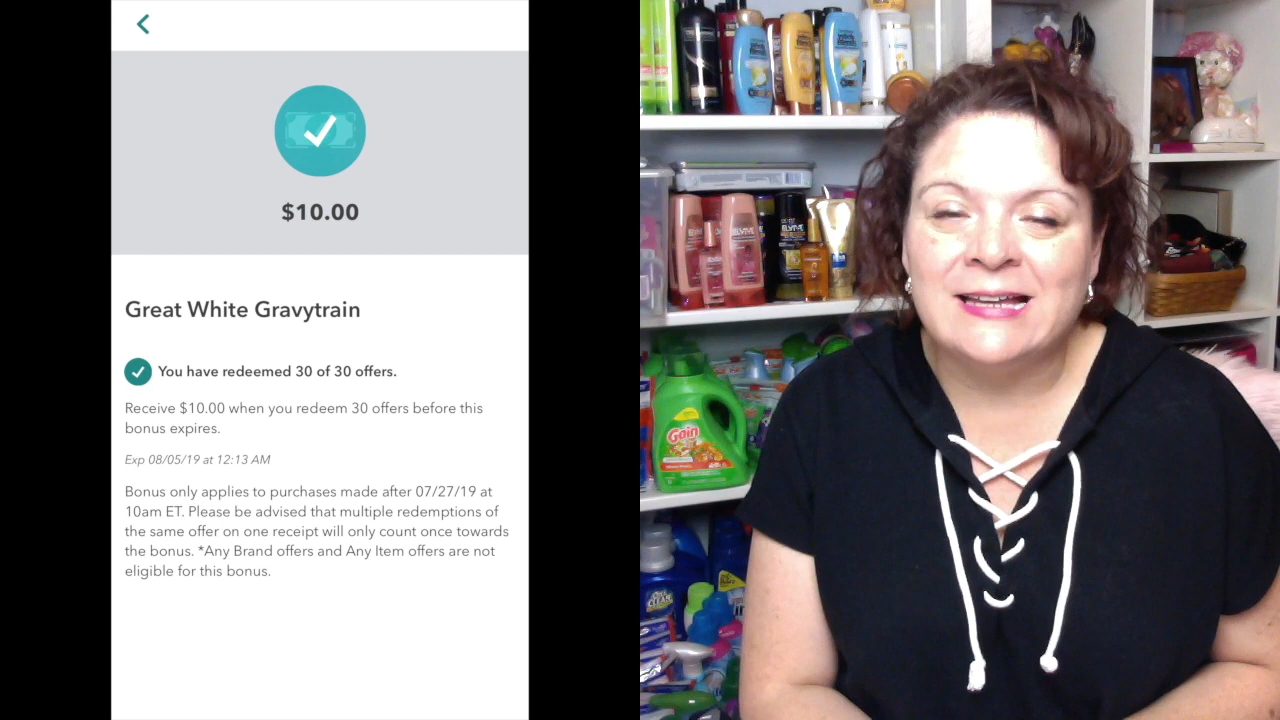 $10.00
Great White Gravytrain
You have redeemed 30 of 30 offers.
Receive $10.00 when you redeem 30 offers before this
bonus expires.
Exp 08/05/19 at 12:13 AM
Bonus only applies to purchases made after 07/27/19 at
10am ET. Please be advised that multiple redemptions of
the same offer on one receipt will only count once towards
the bonus. *Any Brand offers and Any Item offers are not
eligible for this bonus.
Gain